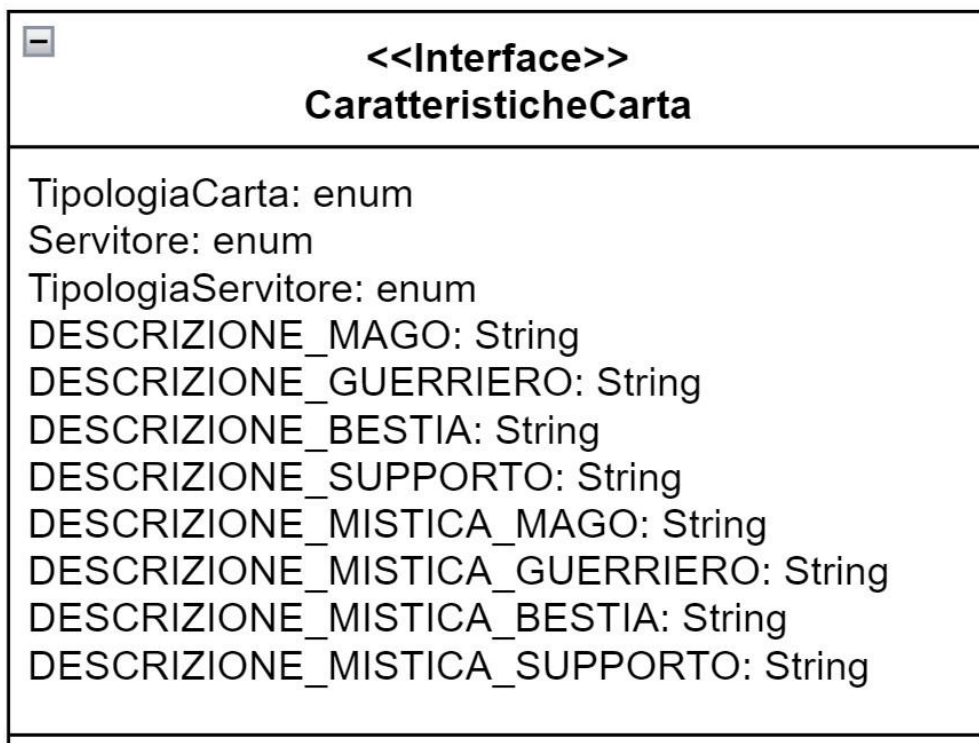 <<Interface>>
CaratteristicheCarta
TipologiaCarta: enum
Servitore: enum
TipologiaServitore: enum
DESCRIZIONE_MAGO: String
DESCRIZIONE_GUERRIERO: String
DESCRIZIONE_BESTIA: String
DESCRIZIONE_SUPPORTO: String
DESCRIZIONE_MISTICA_MAGO: String
DESCRIZIONE_MISTICA_GUERRIERO: String
DESCRIZIONE_MISTICA_BESTIA: String
DESCRIZIONE_MISTICA_SUPPORTO: String